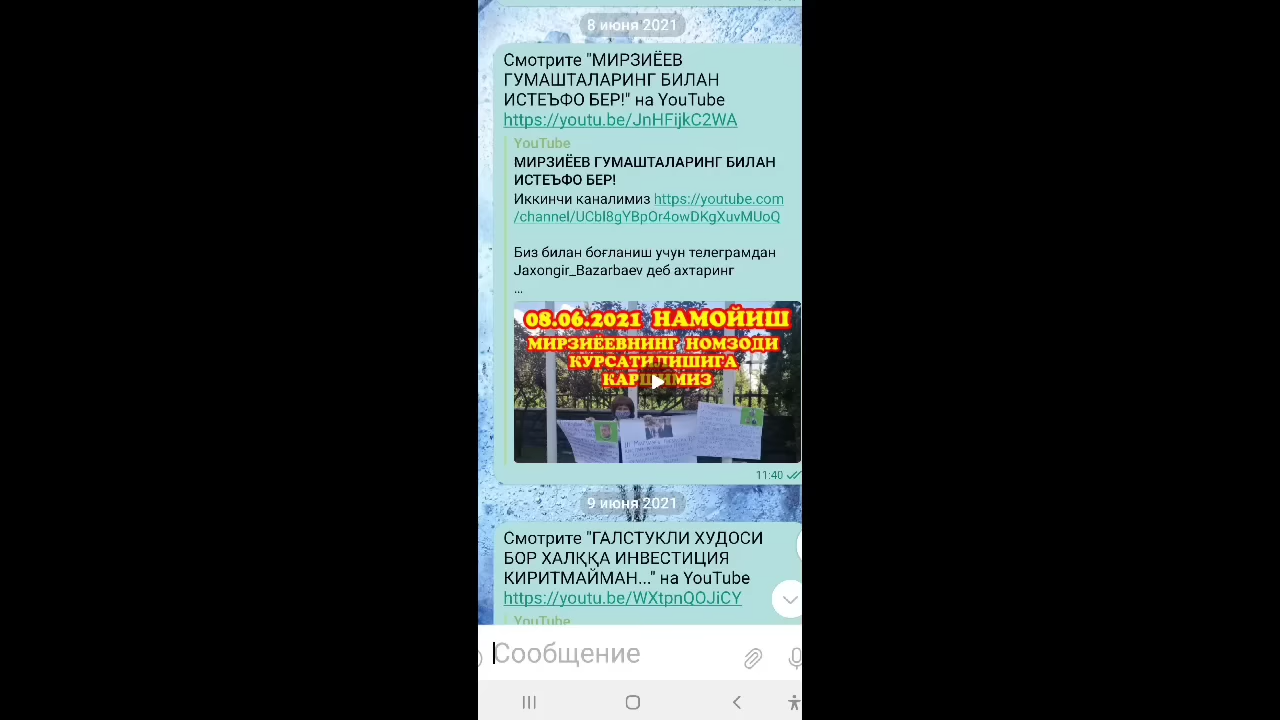 8 июня 2021
Смотрите "МИРЗИЁЕВ
ГУМАШТАЛАРИНГ БИЛАН
ИСТЕЪФО БЕР!" на YouTube
https://youtu.be/JnHFijkC2WA
YouTube
МИРЗИЁЕВ ГУМАШТАЛАРИНГ БИЛАН
ИСТЕЪФО БЕР!
Иккинчи каналимиз https://youtube.com
/channel/UCbl8gYBpOr4owDKgXuvMUoQ
Биз билан боғланиш учун телеграмдан
Jaxongir_Bazarbaev деб ахтаринг
...
08.06.2021 НАМОЙИШ
МИРЗИЁЕВНИНГ НОМЗОДИ
КУРСАТИЛИШИГА
КАРШИМИЗ
11:40
9 июня 2021
Смотрите "ГАЛСТУКЛИ ХУДОСИ
БОР ХАЛҚҚА ИНВЕСТИЦИЯ
КИРИТМАЙМАН..." на YouTube
https://youtu.be/WXtpnQOJiCY
YouTube
Сообщение